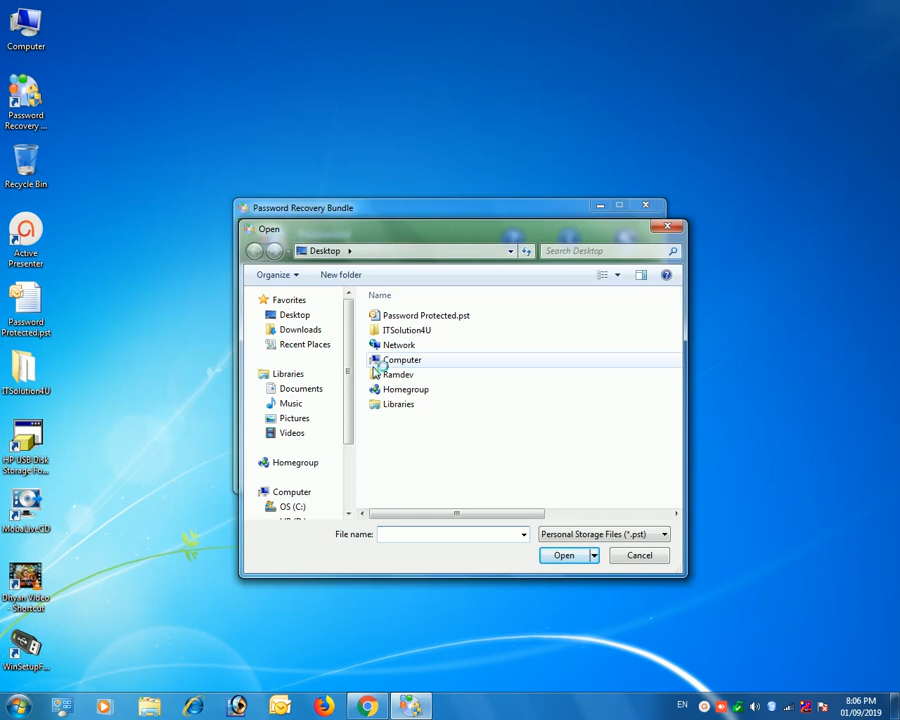 Computer
Password
Recovery ...
Recycle Bin
Active
Presenter
Password
Protected.pst
ITSolution4U
HP USB Disk
Storage Fo...
MobaLiveCD
Dhyan Video
- Shortcut
WinSetupF...
Password Recovery Bundle
Open
Desktop
Search Desktop
Organize
New folder
Favorites
Desktop
Downloads
Recent Places
Libraries
Documents
Music
Pictures
Videos
Homegroup
Computer
OS (C:)
Name
Password Protected.pst
ITSolution4U
Network
Computer
Ramdev
Homegroup
Libraries
File name:
Personal Storage Files (*.pst)
Open
Cancel
EN
8:06 PM
01/09/2019